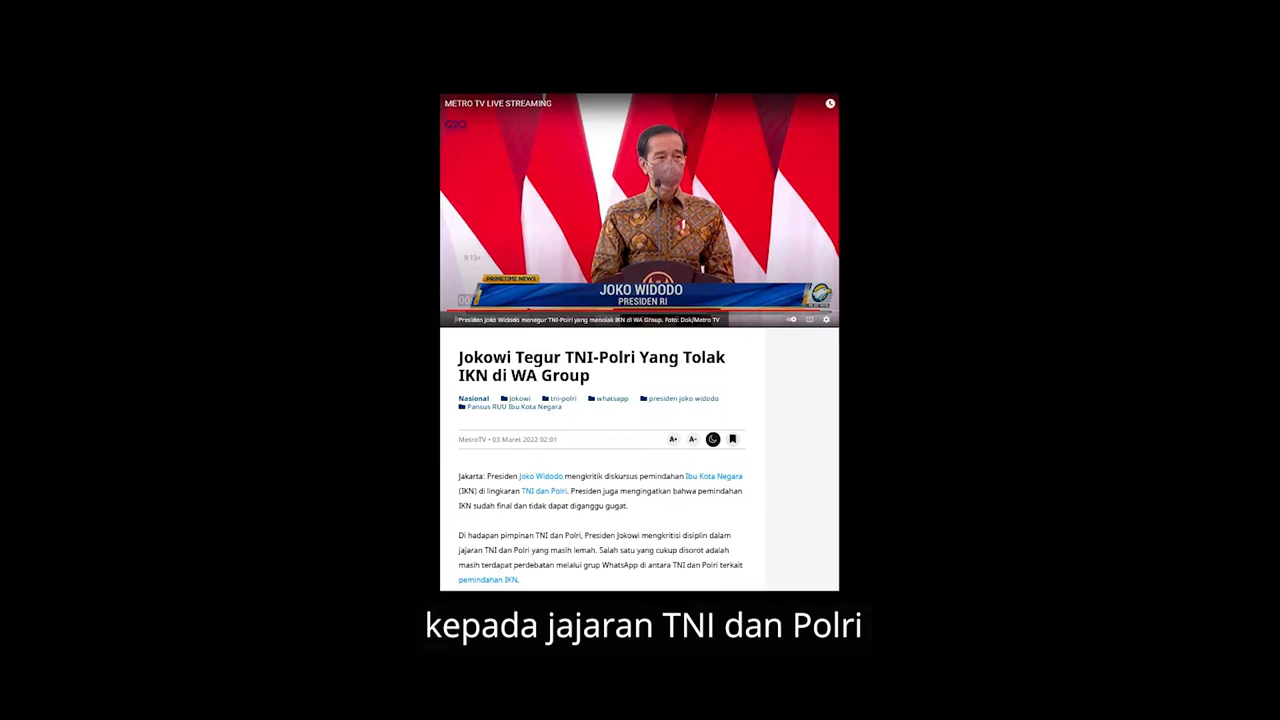 METRO TV LIVE STREAMING
G20
R 13+
PRIMETIME NEWS
JOKO WIDODO
PRESIDEN RI
Presiden Joko Widodo menegur TNI-Polri yang menolak IKN di WA Group. Foto: Dok/Metro TV
Jokowi Tegur TNI-Polri Yang Tolak
IKN di WA Group
Nasional Jokowi tni-polri whatsapp presiden joko widodo
Pansus RUU Ibu Kota Negara
MetroTV • 03 Maret 2022 02:01 A+ A-
Jakarta: Presiden Joko Widodo mengkritik diskursus pemindahan Ibu Kota Negara
(IKN) di lingkaran TNI dan Polri. Presiden juga mengingatkan bahwa pemindahan
IKN sudah final dan tidak dapat diganggu gugat.
Di hadapan pimpinan TNI dan Polri, Presiden Jokowi mengkritisi disiplin dalam
jajaran TNI dan Polri yang masih lemah. Salah satu yang cukup disorot adalah
masih terdapat perdebatan melalui grup WhatsApp di antara TNI dan Polri terkait
pemindahan IKN.
kepada jajaran TNI dan Polri